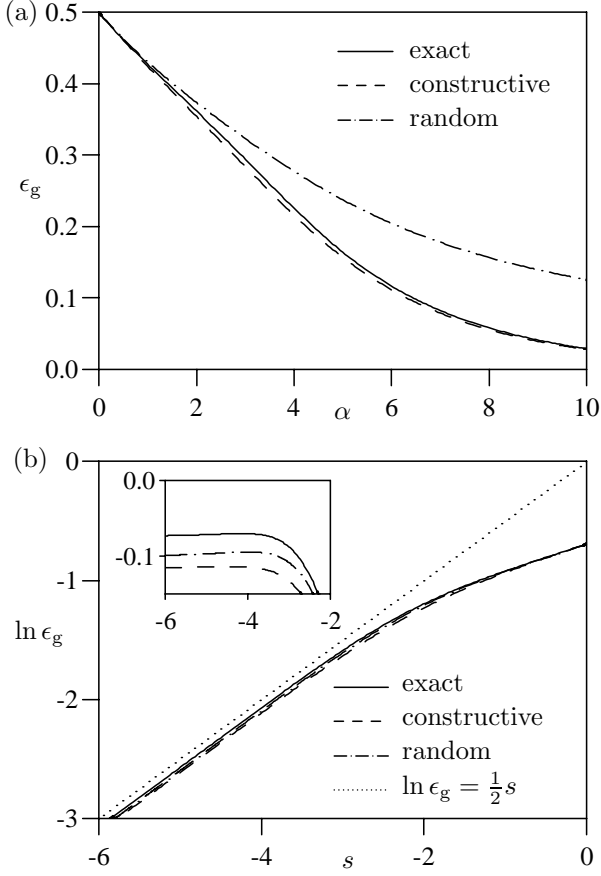 (a)
0.5
0.4
0.3
0.2
0.1
0.0
ϵg
exact
constructive
random
0 2 4 6 8 10
α
(b)
0
-1
-2
-3
ln ϵg
0.0
-0.1
-6 -4 -2
exact
constructive
random
ln ϵg = ½s
-6 -4 -2 0
s